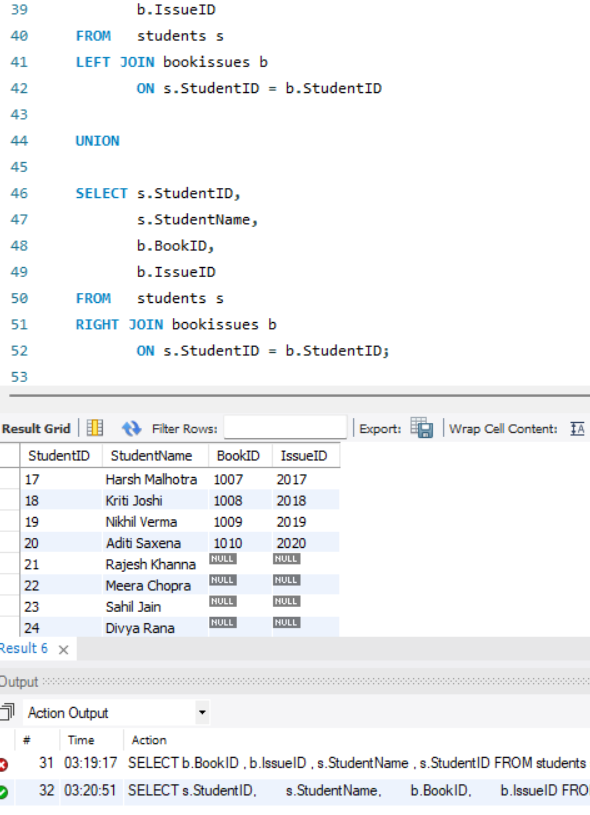 39 b.IssueID
40 FROM students s
41 LEFT JOIN bookissues b
42 ON s.StudentID = b.StudentID
43
44 UNION
45
46 SELECT s.StudentID,
47 s.StudentName,
48 b.BookID,
49 b.IssueID
50 FROM students s
51 RIGHT JOIN bookissues b
52 ON s.StudentID = b.StudentID;
53
Result Grid Filter Rows: Export: Wrap Cell Content: IA
StudentID StudentName BookID IssueID
17 Harsh Malhotra 1007 2017
18 Kriti Joshi 1008 2018
19 Nikhil Verma 1009 2019
20 Aditi Saxena 1010 2020
21 Rajesh Khanna NULL NULL
22 Meera Chopra NULL NULL
23 Sahil Jain NULL NULL
24 Divya Rana NULL NULL
Result 6
Output
Action Output
# Time Action
31 03:19:17 SELECT b.BookID , b.IssueID , s.StudentName , s.StudentID FROM students
32 03:20:51 SELECT s.StudentID, s.StudentName, b.BookID, b.IssueID FRO